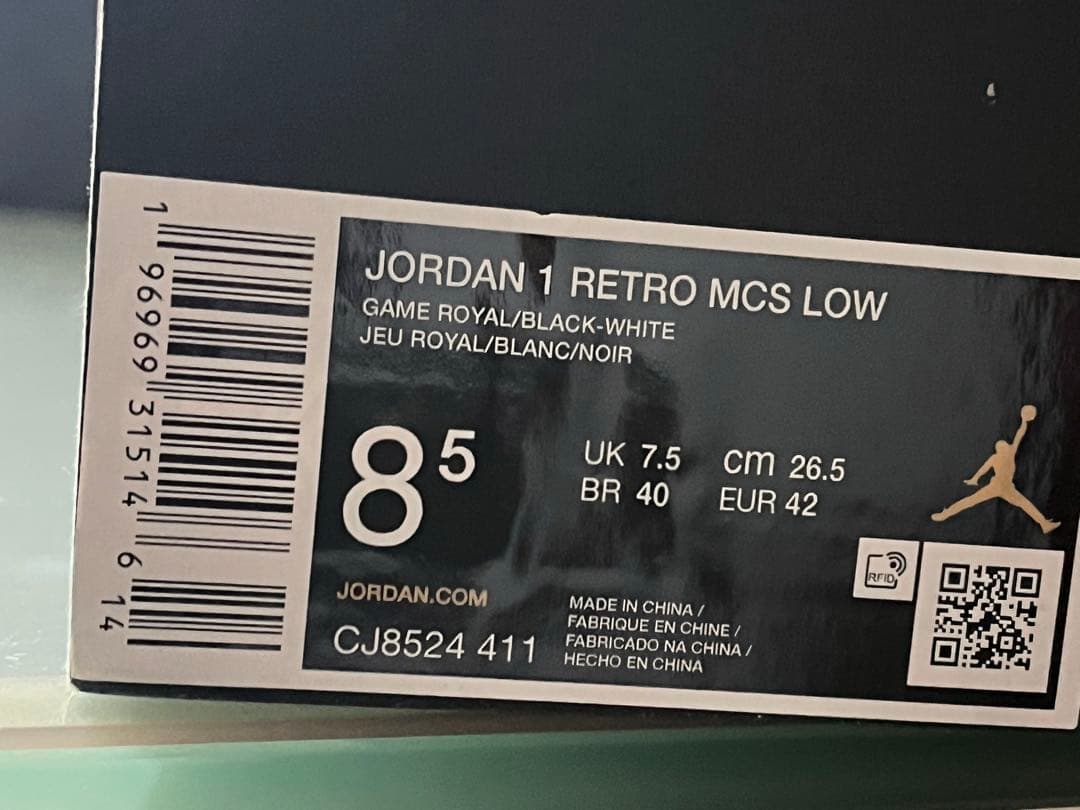 1 96969 31514 6 14
JORDAN 1 RETRO MCS LOW
GAME ROYAL/BLACK-WHITE
JEU ROYAL/BLANC/NOIR
8 5
UK 7.5 cm 26.5
BR 40 EUR 42
RFID
JORDAN.COM
CJ8524 411
MADE IN CHINA /
FABRIQUE EN CHINE /
FABRICADO NA CHINA /
HECHO EN CHINA